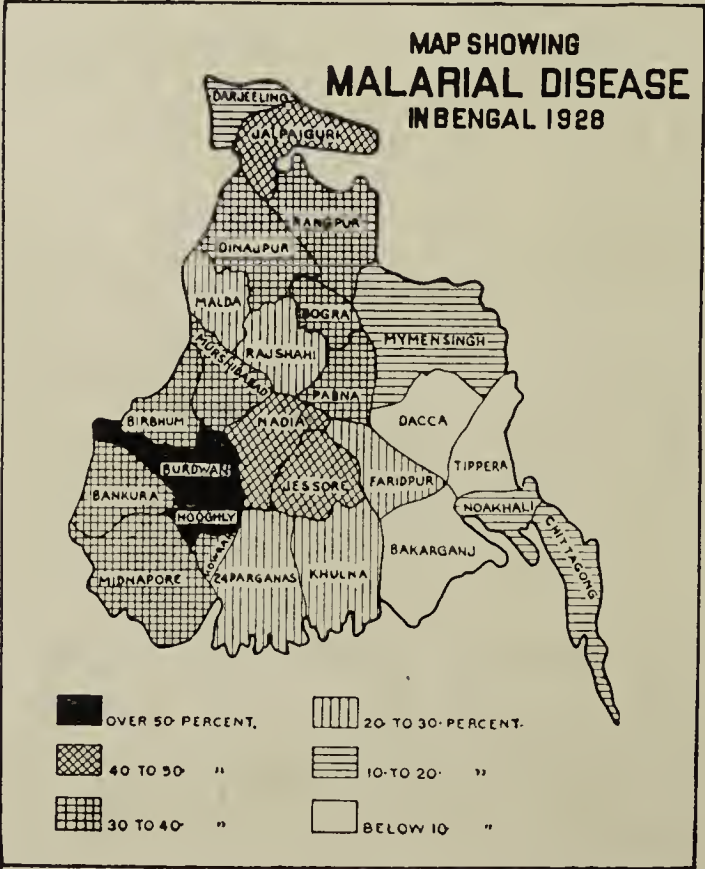 MAP SHOWING
MALARIAL DISEASE
IN BENGAL 1928
DARJEELING
JALPAIGURI
RANGPUR
DINAJPUR
MALDA
BOGRA
RAJSHAHI
MYMENSINGH
MURSHIBABAD
PABNA
BIRBHUM
NADIA
DACCA
BURDWAN
TIPPERA
BANKURA
JESSORE
FARIDPUR
NOAKHALI
HOOGHLY
CHITTAGONG
HOWRAH
BAKARGANJ
MIDNAPORE
24 PARGANAS
KHULNA
OVER 50 PERCENT.
20 TO 30 PERCENT.
40 TO 50 "
10 TO 20 "
30 TO 40 "
BELOW 10 "